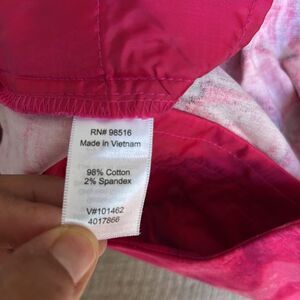 RN# 98516
Made in Vietnam
98% Cotton
2% Spandex
V#101462
4017866